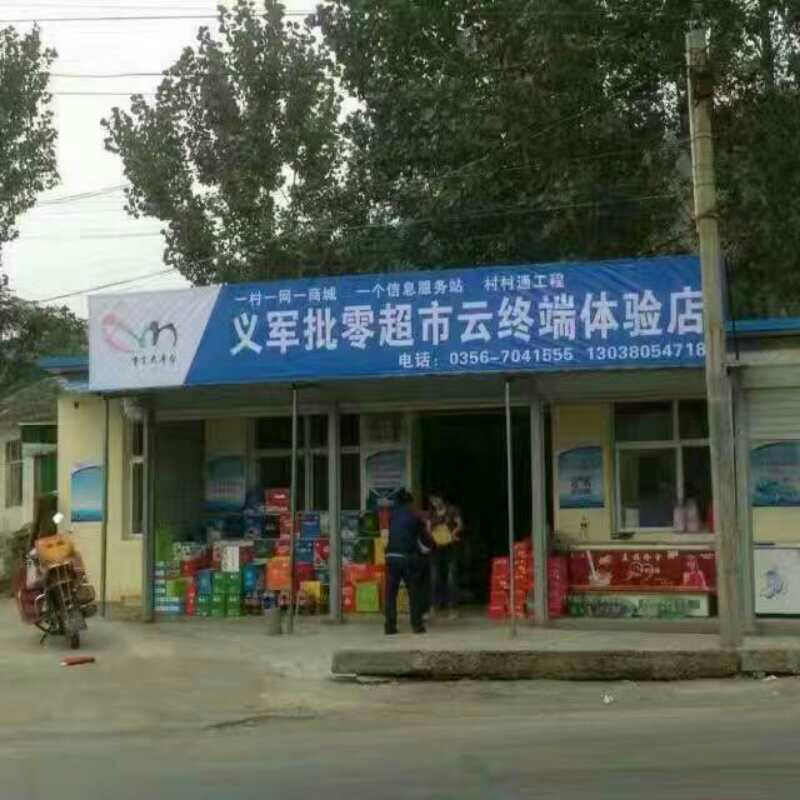 一村一网一商城 一个信息服务站 村村通工程
义军批零超市云终端体验店
电话：0356-7041555 13038054718